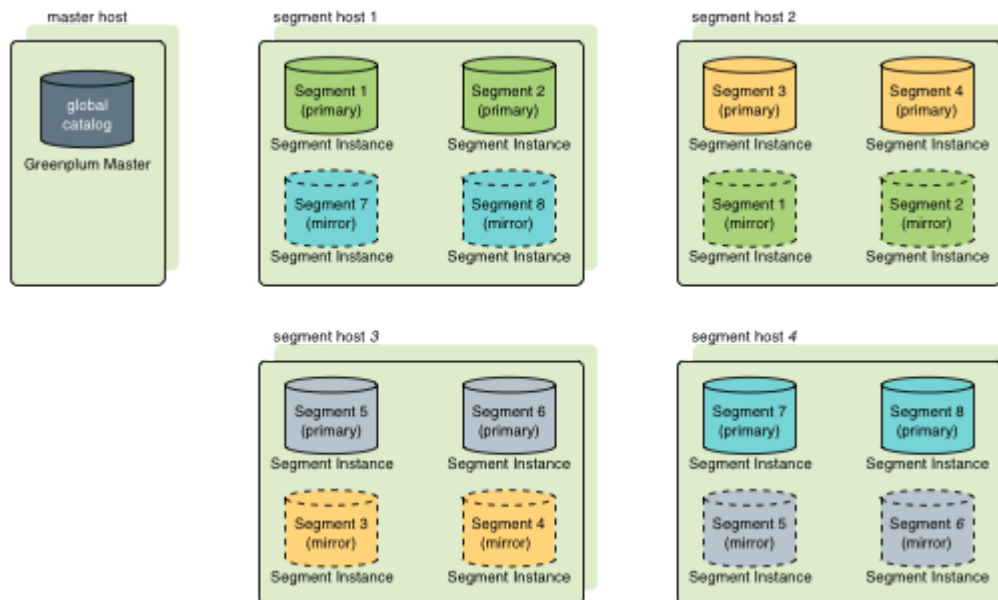 master host
global
catalog
Greenplum Master
segment host 1
Segment 1
(primary)
Segment Instance
Segment 2
(primary)
Segment Instance
Segment 7
(mirror)
Segment Instance
Segment 8
(mirror)
Segment Instance
segment host 2
Segment 3
(primary)
Segment Instance
Segment 4
(primary)
Segment Instance
Segment 1
(mirror)
Segment Instance
Segment 2
(mirror)
Segment Instance
segment host 3
Segment 5
(primary)
Segment Instance
Segment 6
(primary)
Segment Instance
Segment 3
(mirror)
Segment Instance
Segment 4
(mirror)
Segment Instance
segment host 4
Segment 7
(primary)
Segment Instance
Segment 8
(primary)
Segment Instance
Segment 5
(mirror)
Segment Instance
Segment 6
(mirror)
Segment Instance